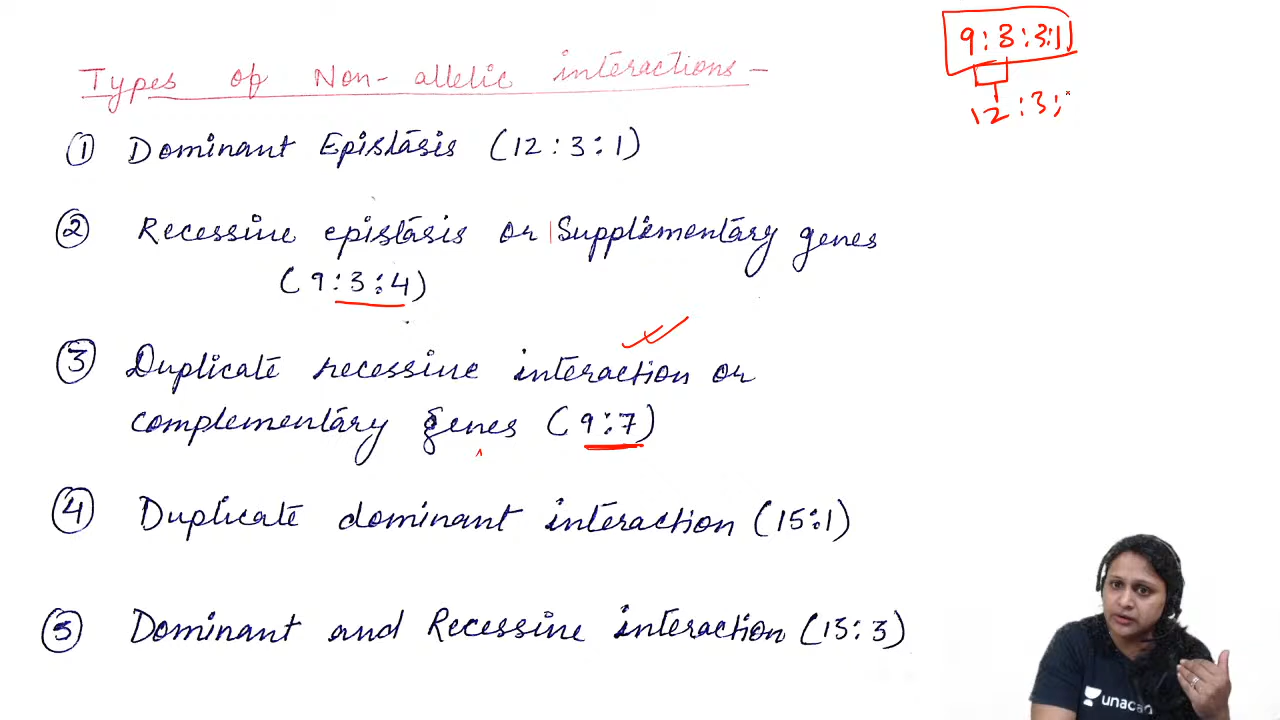 9:3:3:1
12:3:
Types of Non-allelic interactions-
① Dominant Epistasis (12:3:1)
② Recessive epistasis or Supplementary genes
(9:3:4)
③ Duplicate recessive interaction or
complementary genes (9:7)
④ Duplicate dominant interaction (15:1)
⑤ Dominant and Recessive interaction (13:3)